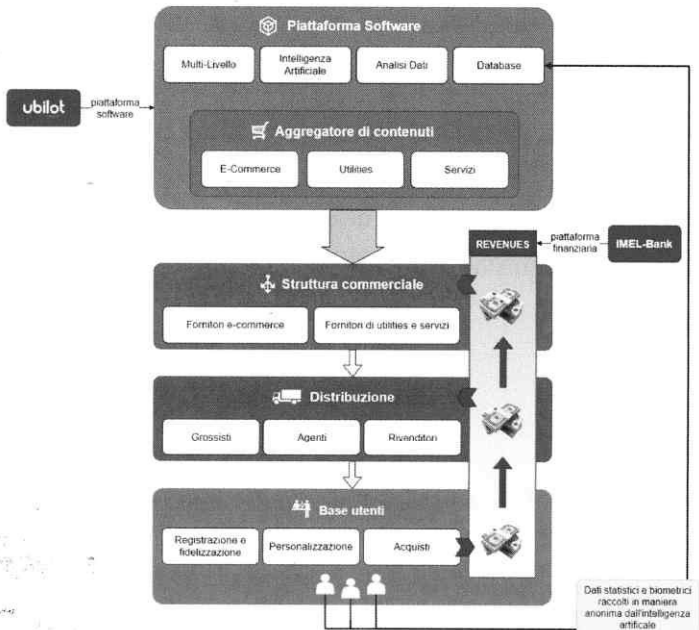 Piattaforma Software
Multi-Livello
Intelligenza
Artificiale
Analisi Dati
Database
ubilot
piattaforma
software
Aggregatore di contenuti
E-Commerce
Utilities
Servizi
REVENUES
piattaforma
finanziaria
IMEL-Bank
Struttura commerciale
Fornitori e-commerce
Fornitori di utilities e servizi
Distribuzione
Grossisti
Agenti
Rivenditori
Base utenti
Registrazione e
fidelizzazione
Personalizzazione
Acquisti
Dati statistici e biometrici
raccolti in maniera
anonima dall'intelligenza
artificale